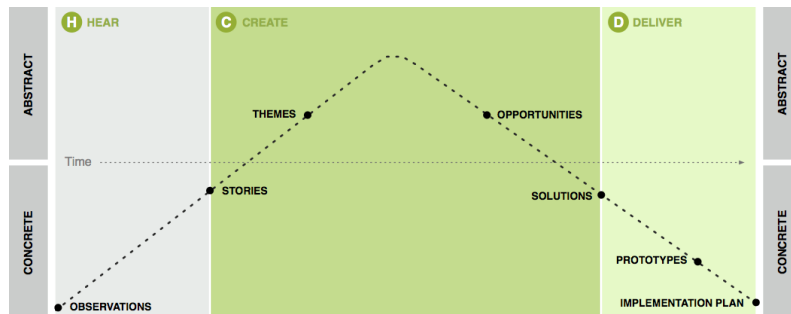 H HEAR
C CREATE
D DELIVER
ABSTRACT
ABSTRACT
THEMES
OPPORTUNITIES
Time
STORIES
SOLUTIONS
CONCRETE
CONCRETE
PROTOTYPES
OBSERVATIONS
IMPLEMENTATION PLAN